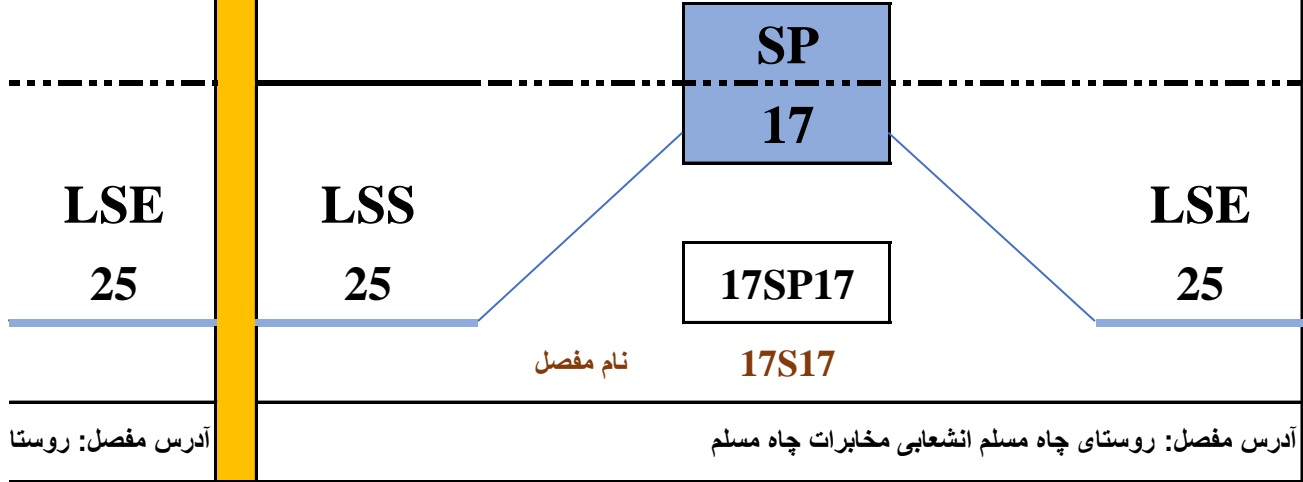 SP
17
LSE
LSS
LSE
25
25
17SP17
25
نام مفصل
17S17
آدرس مفصل: روستا
آدرس مفصل: روستای چاه مسلم انشعابی مخابرات چاه مسلم